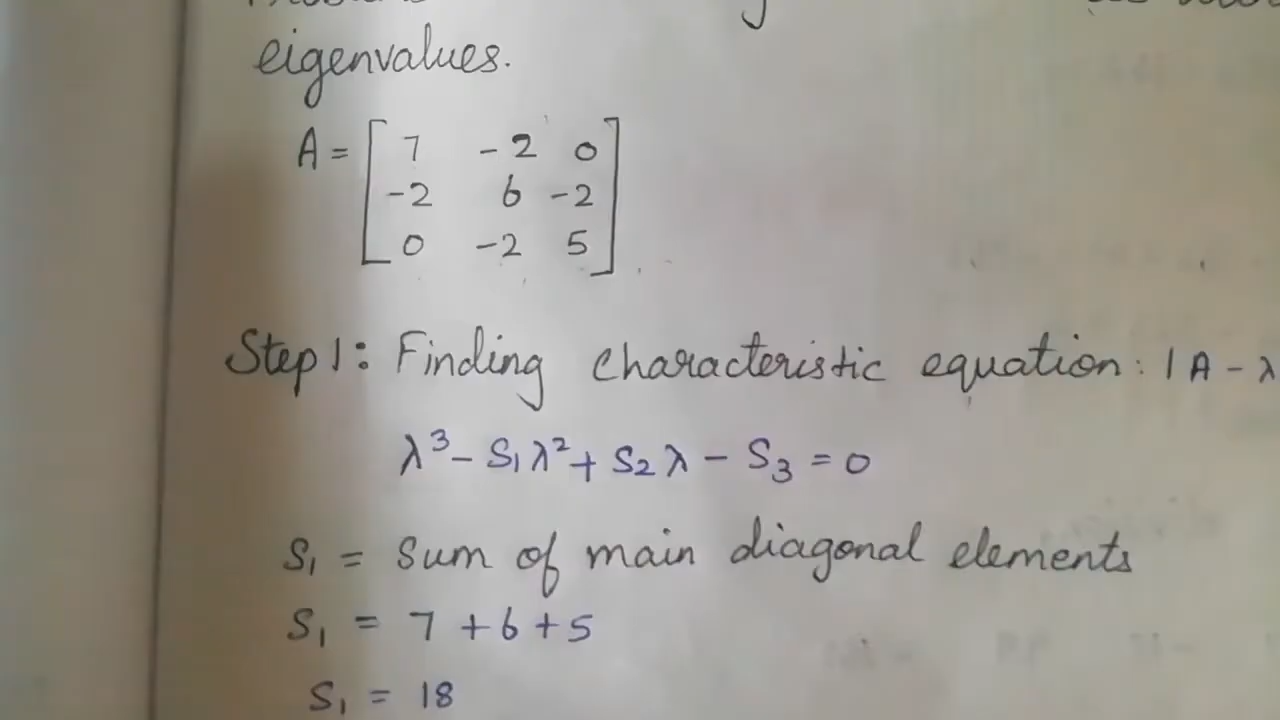 eigenvalues.
A = [ 7 -2 0
-2 6 -2
0 -2 5 ]
Step 1: Finding characteristic equation: | A - λ
λ³ - S₁λ² + S₂λ - S₃ = 0
S₁ = Sum of main diagonal elements
S₁ = 7 + 6 + 5
S₁ = 18